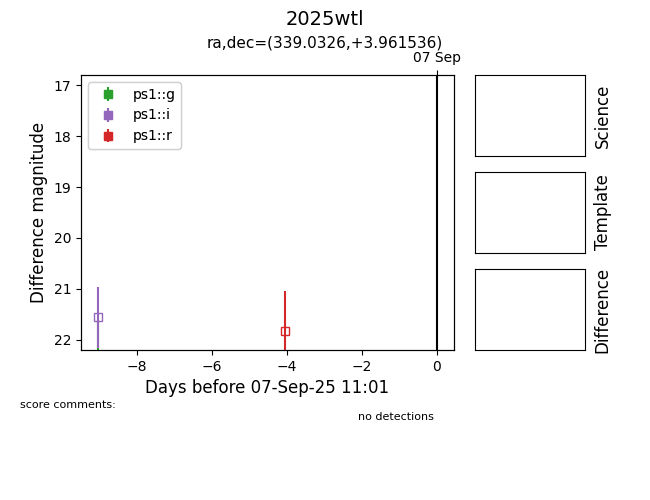 2025wtl
ra,dec=(339.0326,+3.961536)
07 Sep
ps1::g
ps1::i
ps1::r
17
18
19
20
21
22
Difference magnitude
−8
−6
−4
−2
0
Days before 07-Sep-25 11:01
Science
Template
Difference
score comments:
no detections